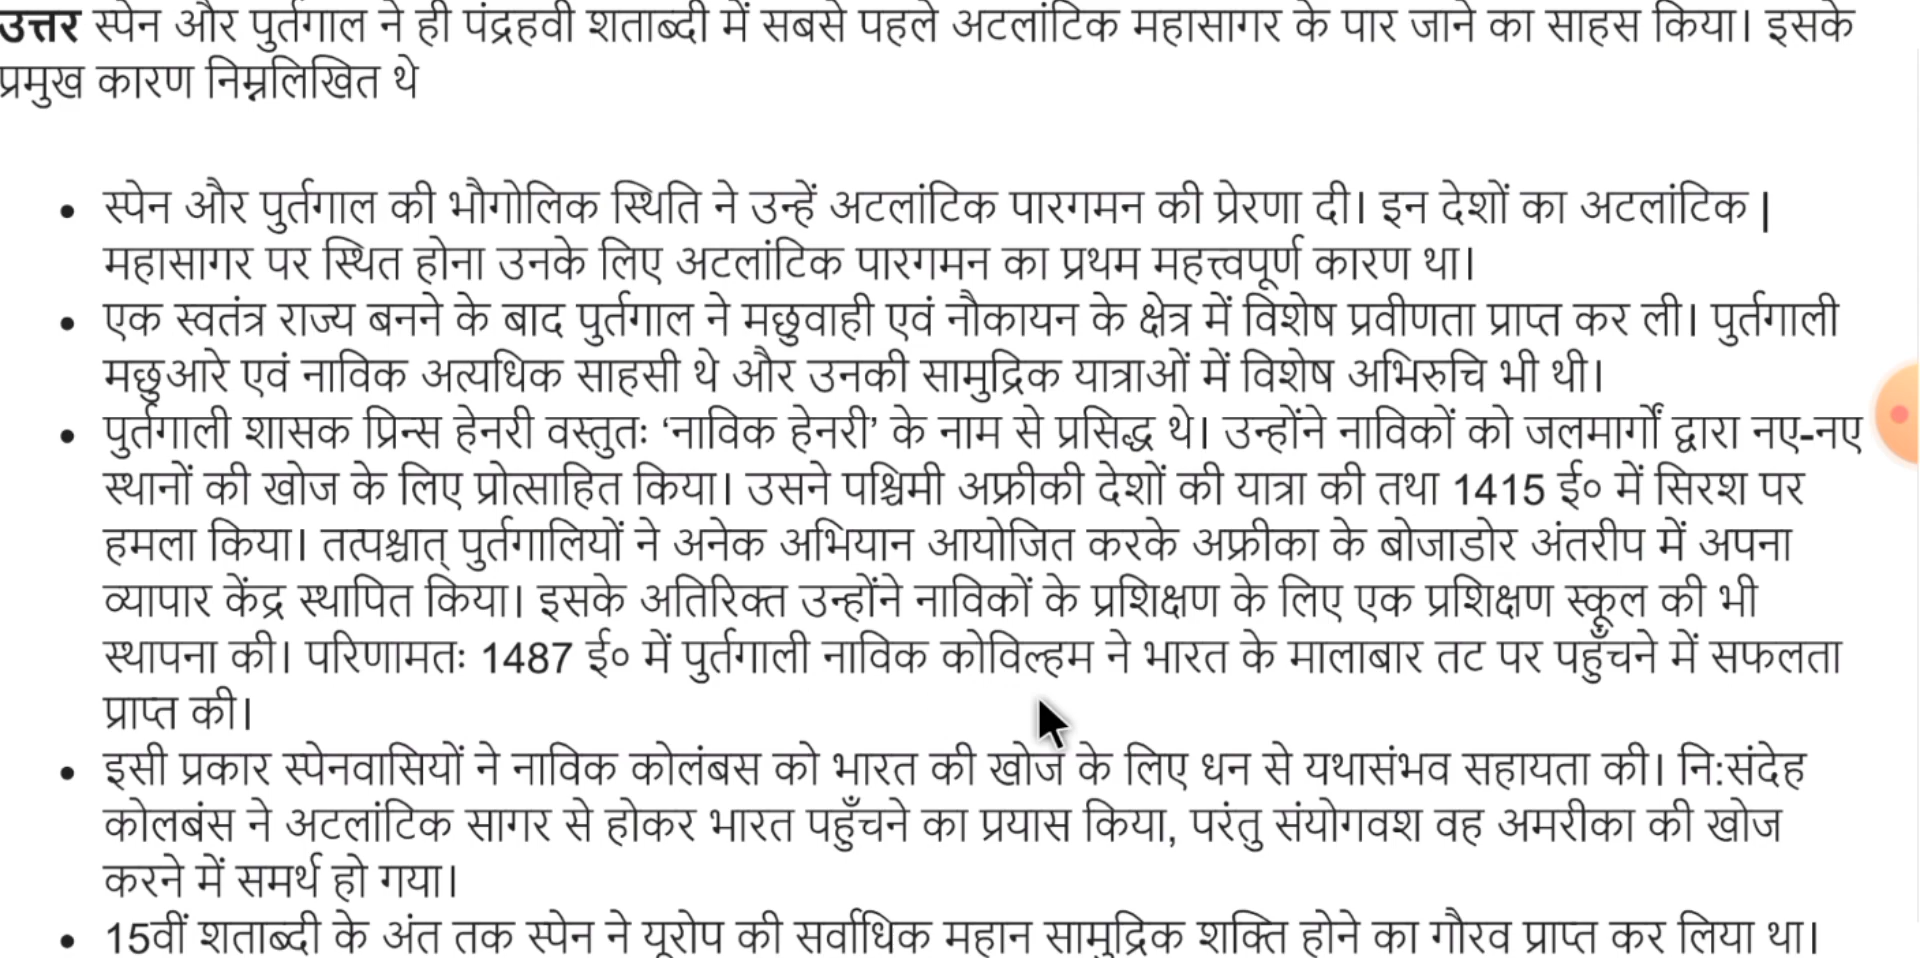 उत्तर स्पेन और पुर्तगाल ने ही पंद्रहवी शताब्दी में सबसे पहले अटलांटिक महासागर के पार जाने का साहस किया। इसके
प्रमुख कारण निम्नलिखित थे
• स्पेन और पुर्तगाल की भौगोलिक स्थिति ने उन्हें अटलांटिक पारगमन की प्रेरणा दी। इन देशों का अटलांटिक |
महासागर पर स्थित होना उनके लिए अटलांटिक पारगमन का प्रथम महत्त्वपूर्ण कारण था।
• एक स्वतंत्र राज्य बनने के बाद पुर्तगाल ने मछुवाही एवं नौकायन के क्षेत्र में विशेष प्रवीणता प्राप्त कर ली। पुर्तगाली
मछुआरे एवं नाविक अत्यधिक साहसी थे और उनकी सामुद्रिक यात्राओं में विशेष अभिरुचि भी थी।
• पुर्तगाली शासक प्रिन्स हेनरी वस्तुतः ‘नाविक हेनरी’ के नाम से प्रसिद्ध थे। उन्होंने नाविकों को जलमार्गों द्वारा नए-नए
स्थानों की खोज के लिए प्रोत्साहित किया। उसने पश्चिमी अफ्रीकी देशों की यात्रा की तथा 1415 ई० में सिरश पर
हमला किया। तत्पश्चात् पुर्तगालियों ने अनेक अभियान आयोजित करके अफ्रीका के बोजाडोर अंतरीप में अपना
व्यापार केंद्र स्थापित किया। इसके अतिरिक्त उन्होंने नाविकों के प्रशिक्षण के लिए एक प्रशिक्षण स्कूल की भी
स्थापना की। परिणामतः 1487 ई० में पुर्तगाली नाविक कोविल्हम ने भारत के मालाबार तट पर पहुँचने में सफलता
प्राप्त की।
• इसी प्रकार स्पेनवासियों ने नाविक कोलंबस को भारत की खोज के लिए धन से यथासंभव सहायता की। नि:संदेह
कोलबंस ने अटलांटिक सागर से होकर भारत पहुँचने का प्रयास किया, परंतु संयोगवश वह अमरीका की खोज
करने में समर्थ हो गया।
• 15वीं शताब्दी के अंत तक स्पेन ने यूरोप की सर्वाधिक महान सामुद्रिक शक्ति होने का गौरव प्राप्त कर लिया था।